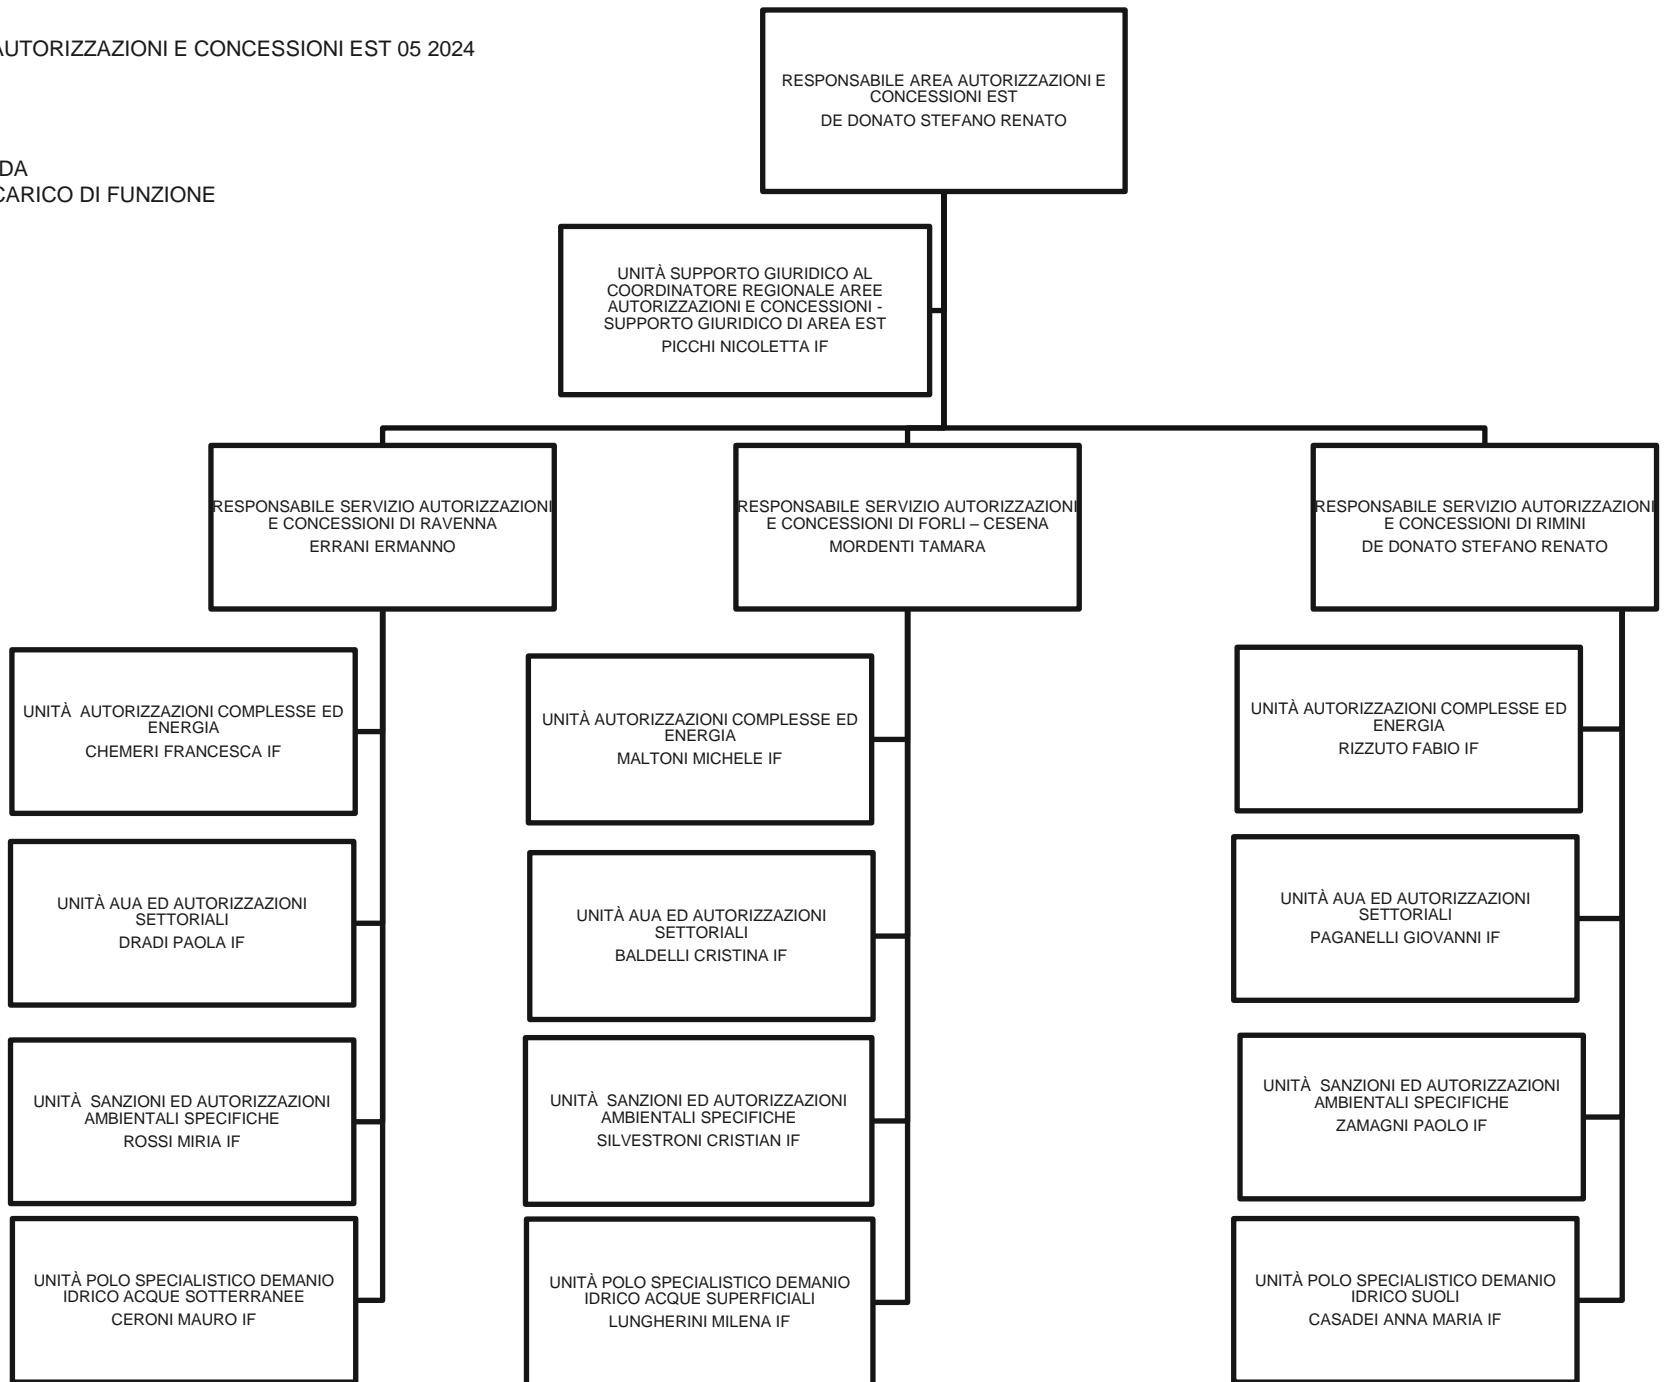 AUTORIZZAZIONI E CONCESSIONI EST 05 2024
RESPONSABILE AREA AUTORIZZAZIONI E
CONCESSIONI EST
DE DONATO STEFANO RENATO
DI FUNZIONE
UNITÀ SUPPORTO GIURIDICO AL
COORDINATORE REGIONALE AREE
AUTORIZZAZIONI E CONCESSIONI -
SUPPORTO GIURIDICO DI AREA EST
PICCHI NICOLETTA IF
RESPONSABILE SERVIZIO AUTORIZZAZIONI
E CONCESSIONI DI RAVENNA
ERRANI ERMANNO
RESPONSABILE SERVIZIO AUTORIZZAZIONI
E CONCESSIONI DI FORLI – CESENA
MORDENTI TAMARA
RESPONSABILE SERVIZIO AUTORIZZAZIONI
E CONCESSIONI DI RIMINI
DE DONATO STEFANO RENATO
UNITÀ AUTORIZZAZIONI COMPLESSE ED
ENERGIA
CHEMERI FRANCESCA IF
UNITÀ AUTORIZZAZIONI COMPLESSE ED
ENERGIA
MALTONI MICHELE IF
UNITÀ AUTORIZZAZIONI COMPLESSE ED
ENERGIA
RIZZUTO FABIO IF
UNITÀ AUA ED AUTORIZZAZIONI
SETTORIALI
DRADI PAOLA IF
UNITÀ AUA ED AUTORIZZAZIONI
SETTORIALI
BALDELLI CRISTINA IF
UNITÀ AUA ED AUTORIZZAZIONI
SETTORIALI
PAGANELLI GIOVANNI IF
UNITÀ SANZIONI ED AUTORIZZAZIONI
AMBIENTALI SPECIFICHE
ROSSI MIRIA IF
UNITÀ SANZIONI ED AUTORIZZAZIONI
AMBIENTALI SPECIFICHE
SILVESTRONI CRISTIAN IF
UNITÀ SANZIONI ED AUTORIZZAZIONI
AMBIENTALI SPECIFICHE
ZAMAGNI PAOLO IF
UNITÀ POLO SPECIALISTICO DEMANIO
IDRICO ACQUE SOTTERRANEE
CERONI MAURO IF
UNITÀ POLO SPECIALISTICO DEMANIO
IDRICO ACQUE SUPERFICIALI
LUNGHERINI MILENA IF
UNITÀ POLO SPECIALISTICO DEMANIO
IDRICO SUOLI
CASADEI ANNA MARIA IF